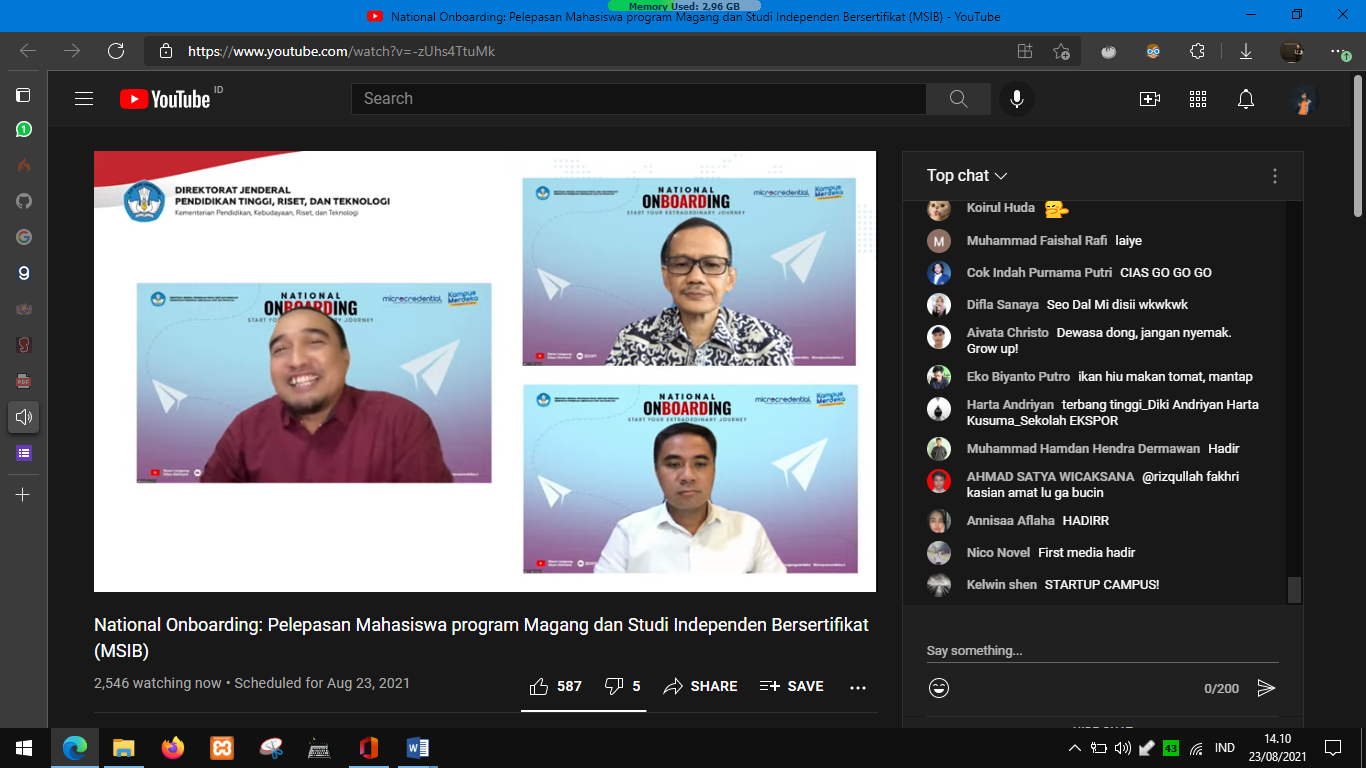 Memory Used: 2,96 GB
National Onboarding: Pelepasan Mahasiswa program Magang dan Studi Independen Bersertifikat (MSIB) - YouTube
https://www.youtube.com/watch?v=-zUhs4TtuMk
YouTube ID
Search
DIREKTORAT JENDERAL
PENDIDIKAN TINGGI, RISET, DAN TEKNOLOGI
Kementerian Pendidikan, Kebudayaan, Riset, dan Teknologi
NATIONAL
ONBOARDING
START YOUR EXTRAORDINARY JOURNEY
microcredential
Kampus
Merdeka
NATIONAL
ONBOARDING
START YOUR EXTRAORDINARY JOURNEY
microcredential
Kampus
Merdeka
zoom
NATIONAL
ONBOARDING
START YOUR EXTRAORDINARY JOURNEY
microcredential
Kampus
Merdeka
zoom
National Onboarding: Pelepasan Mahasiswa program Magang dan Studi Independen Bersertifikat
(MSIB)
2,546 watching now • Scheduled for Aug 23, 2021
587
5
SHARE
SAVE
Top chat
Koirul Huda
M
Muhammad Faishal Rafi laiye
Cok Indah Purnama Putri CIAS GO GO GO
Difla Sanaya Seo Dal Mi disii wkwkwk
Aivata Christo Dewasa dong, jangan nyemak.
Grow up!
Eko Biyanto Putro ikan hiu makan tomat, mantap
Harta Andriyan terbang tinggi_Diki Andriyan Harta
Kusuma_Sekolah EKSPOR
Muhammad Hamdan Hendra Dermawan Hadir
AHMAD SATYA WICAKSANA @rizqullah fakhri
kasian amat lu ga bucin
Annisaa Aflaha HADIRR
Nico Novel First media hadir
Kelwin shen STARTUP CAMPUS!
Say something...
0/200
1
PDF
43
IND
14.10
23/08/2021